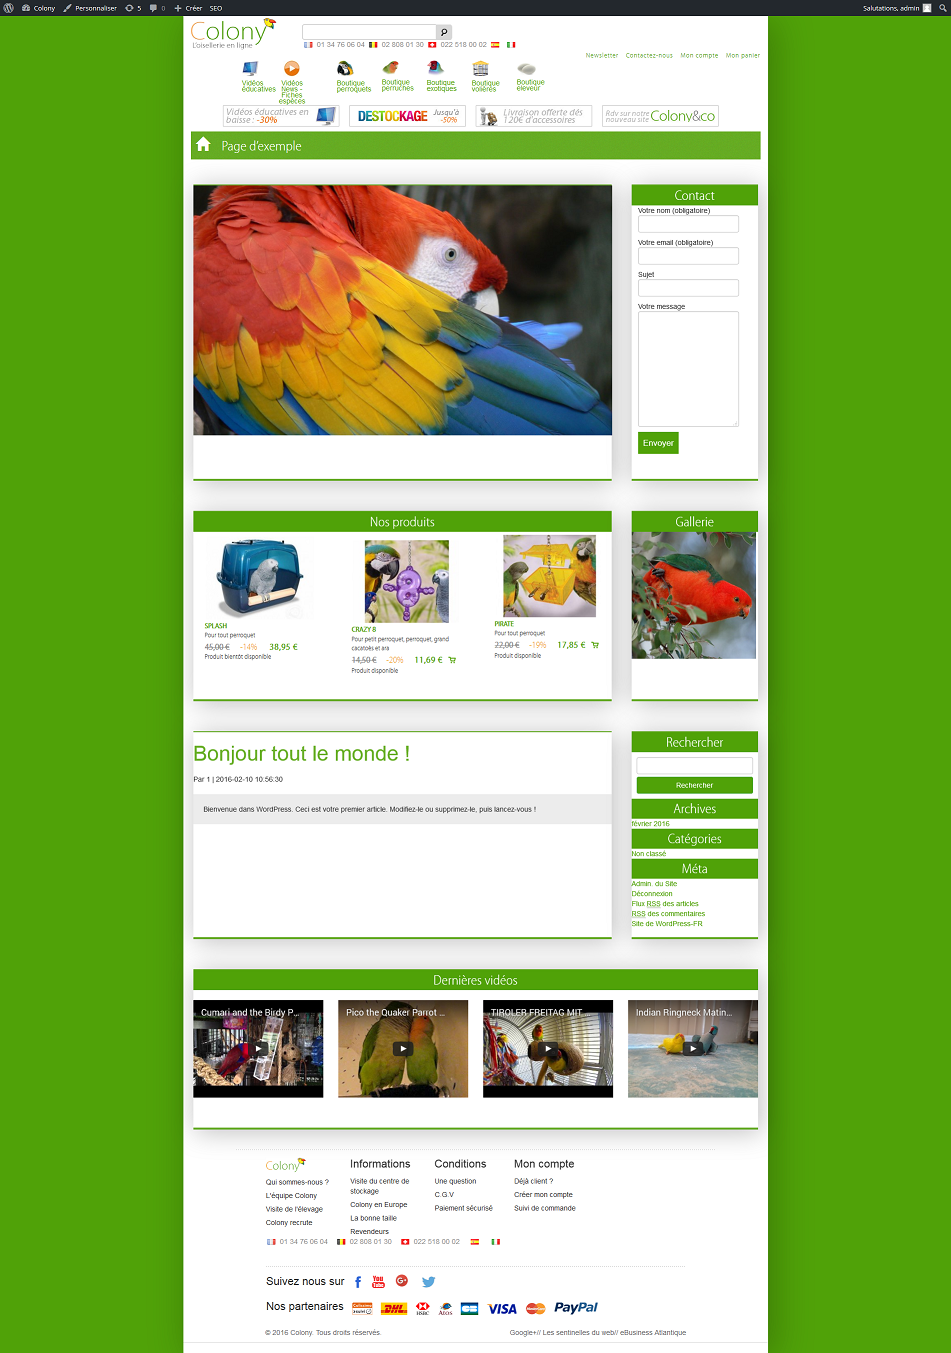 Colony
Personnaliser
5
0
Créer
SEO
Salutations, admin
Colony
L'oisellerie en ligne
01 34 76 06 04
02 808 01 30
022 518 00 02
Newsletter
Contactez-nous
Mon compte
Mon panier
Vidéos
éducatives
Vidéos
News -
Fiches
espèces
Boutique
perroquets
Boutique
perruches
Boutique
exotiques
Boutique
volières
Boutique
éleveur
Vidéos éducatives en
baisse : -30%
DESTOCKAGE
Jusqu'à
-50%
Livraison offerte dès
120€ d'accessoires
Rdv sur notre
nouveau site
Colony&co
Page d'exemple
Contact
Votre nom (obligatoire)
Votre email (obligatoire)
Sujet
Votre message
Envoyer
Nos produits
SPLASH
Pour tout perroquet
45,00 € -14% 38,95 €
Produit bientôt disponible
CRAZY 8
Pour petit perroquet, perroquet, grand
cacatoès et ara
14,50 € -20% 11,69 €
Produit disponible
PIRATE
Pour tout perroquet
22,00 € -19% 17,85 €
Produit disponible
Gallerie
Bonjour tout le monde !
Par 1 | 2016-02-10 10:56:30
Bienvenue dans WordPress. Ceci est votre premier article. Modifiez-le ou supprimez-le, puis lancez-vous !
Rechercher
Rechercher
Archives
février 2016
Catégories
Non classé
Méta
Admin. du Site
Déconnexion
Flux RSS des articles
RSS des commentaires
Site de WordPress-FR
Dernières vidéos
Cumari and the Birdy P...
Pico the Quaker Parrot ...
TIROLER FREITAG MIT ...
Indian Ringneck Matin...
Colony
Qui sommes-nous ?
L'équipe Colony
Visite de l'élevage
Colony recrute
Informations
Visite du centre de
stockage
Colony en Europe
La bonne taille
Revendeurs
Conditions
Une question
C.G.V
Paiement sécurisé
Mon compte
Déjà client ?
Créer mon compte
Suivi de commande
01 34 76 06 04
02 808 01 30
022 518 00 02
Suivez nous sur
You
Tube
Nos partenaires
DHL
HSBC
Atos
VISA
PayPal
© 2016 Colony. Tous droits réservés.
Google+// Les sentinelles du web// eBusiness Atlantique